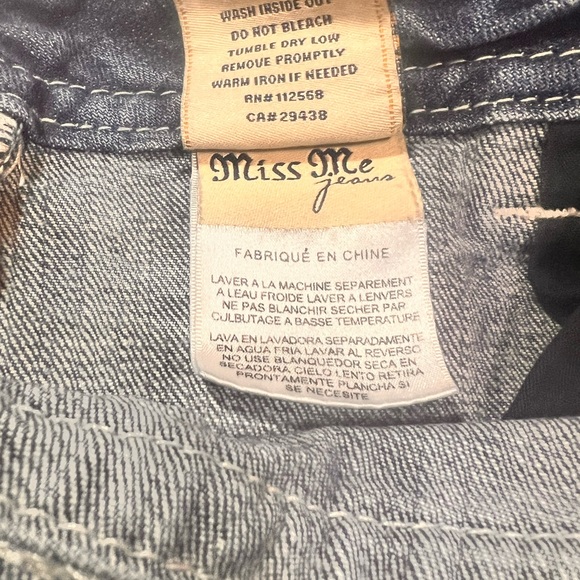 WASH INSIDE OUT
DO NOT BLEACH
TUMBLE DRY LOW
REMOVE PROMPTLY
WARM IRON IF NEEDED
RN# 112568
CA# 29438
Miss Me
jeans
FABRIQUÉ EN CHINE
LAVER A LA MACHINE SEPAREMENT
A LEAU FROIDE LAVER A LENVERS
NE PAS BLANCHIR SECHER PAR
CULBUTAGE A BASSE TEMPERATURE
LAVA EN LAVADORA SEPARADAMENTE
EN AGUA FRIA LAVAR AL REVERSO
NO USE BLANQUEDOR SECA EN
SECADORA CIELO LENTO RETIRA
PRONTAMENTE PLANCHA SI
SE NECESITE